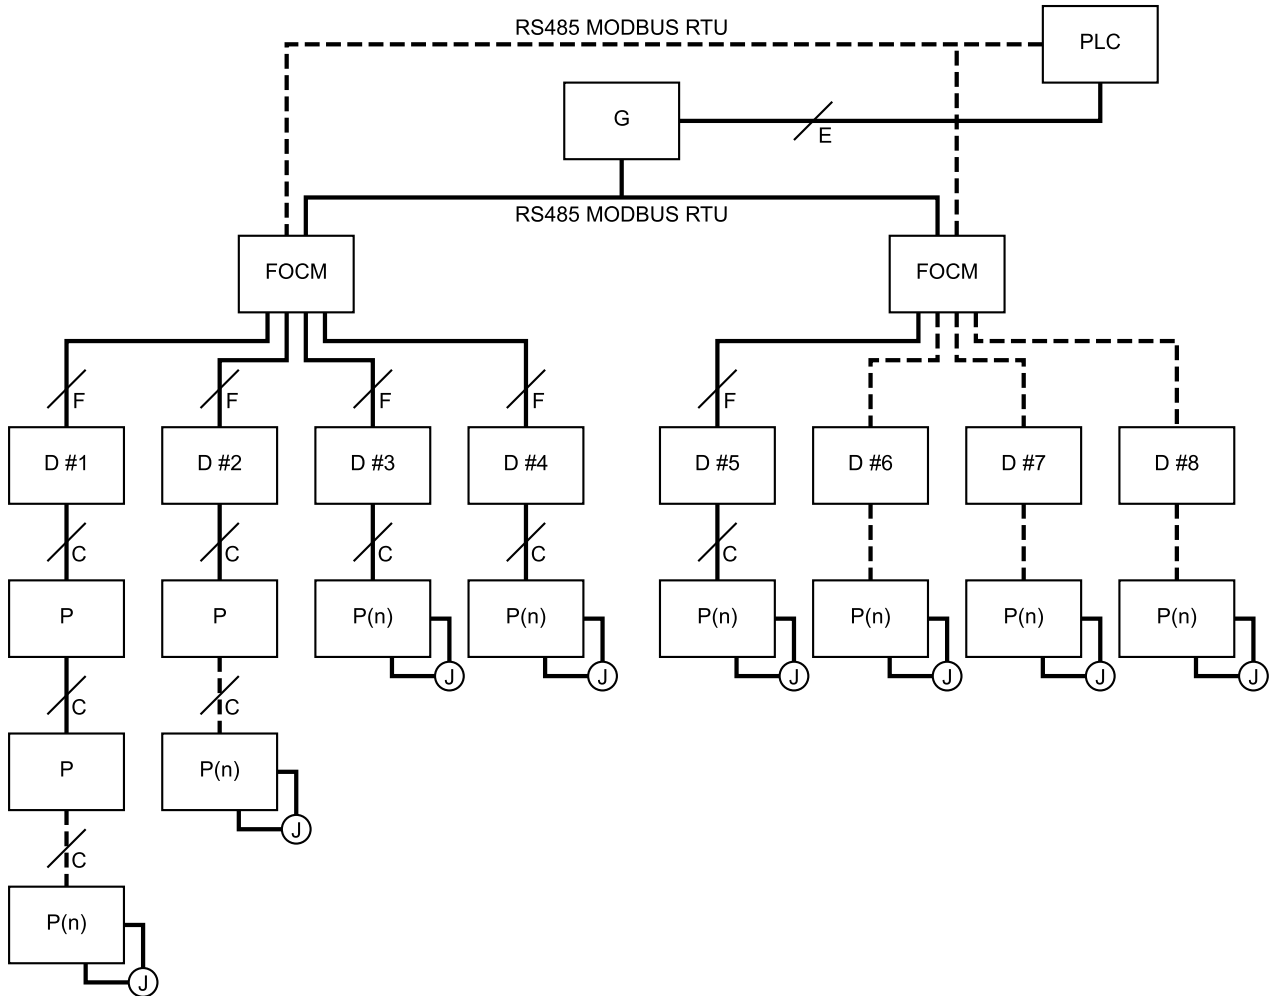 RS485 MODBUS RTU
PLC
G
E
RS485 MODBUS RTU
FOCM
FOCM
F
F
F
F
F
D #1
D #2
D #3
D #4
D #5
D #6
D #7
D #8
C
C
C
C
C
P
P
P(n)
P(n)
P(n)
P(n)
P(n)
P(n)
J
J
J
J
J
J
C
C
P
P(n)
J
C
P(n)
J